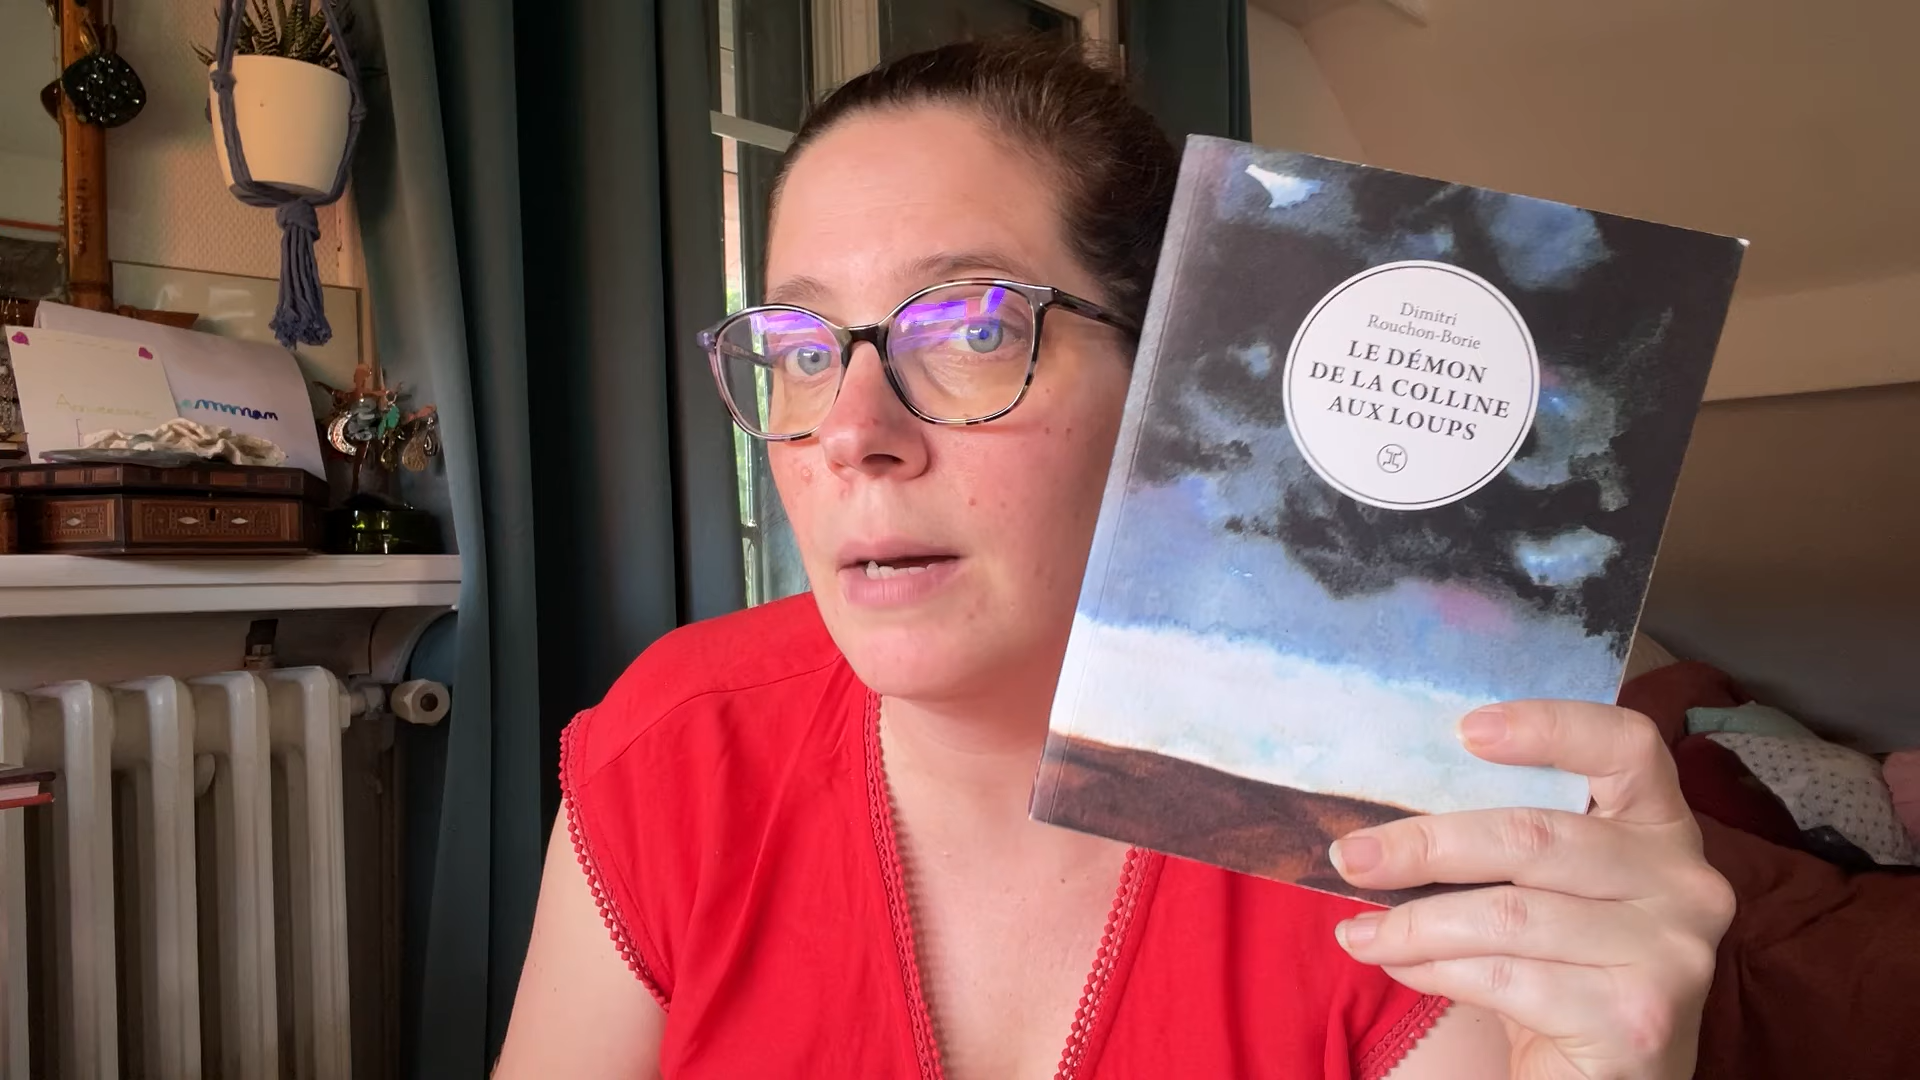 Dimitri
Rouchon-Borie
LE DÉMON
DE LA COLLINE
AUX LOUPS